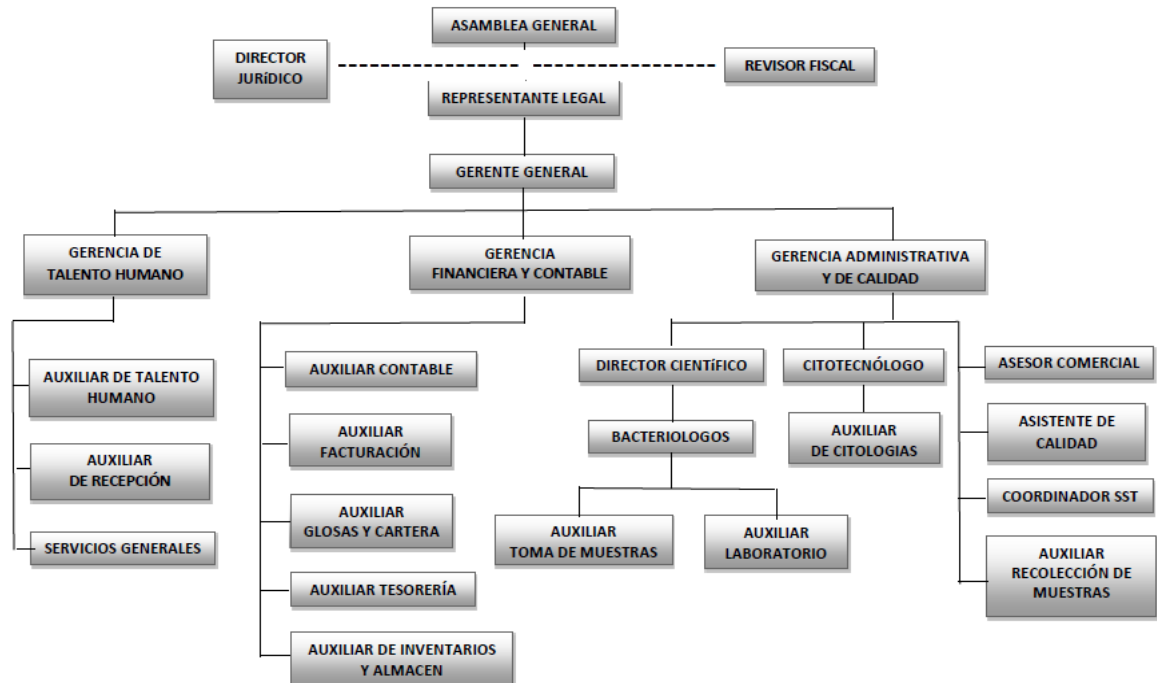 ASAMBLEA GENERAL
DIRECTOR
JURÍDICO
REVISOR FISCAL
REPRESENTANTE LEGAL
GERENTE GENERAL
GERENCIA DE
TALENTO HUMANO
GERENCIA
FINANCIERA Y CONTABLE
GERENCIA ADMINISTRATIVA
Y DE CALIDAD
AUXILIAR DE TALENTO
HUMANO
AUXILIAR
DE RECEPCIÓN
SERVICIOS GENERALES
AUXILIAR CONTABLE
AUXILIAR
FACTURACIÓN
AUXILIAR
GLOSAS Y CARTERA
AUXILIAR TESORERÍA
AUXILIAR DE INVENTARIOS
Y ALMACEN
DIRECTOR CIENTÍFICO
BACTERIOLOGOS
AUXILIAR
TOMA DE MUESTRAS
AUXILIAR
LABORATORIO
CITOTECNÓLOGO
AUXILIAR
DE CITOLOGIAS
ASESOR COMERCIAL
ASISTENTE DE
CALIDAD
COORDINADOR SST
AUXILIAR
RECOLECCIÓN DE
MUESTRAS